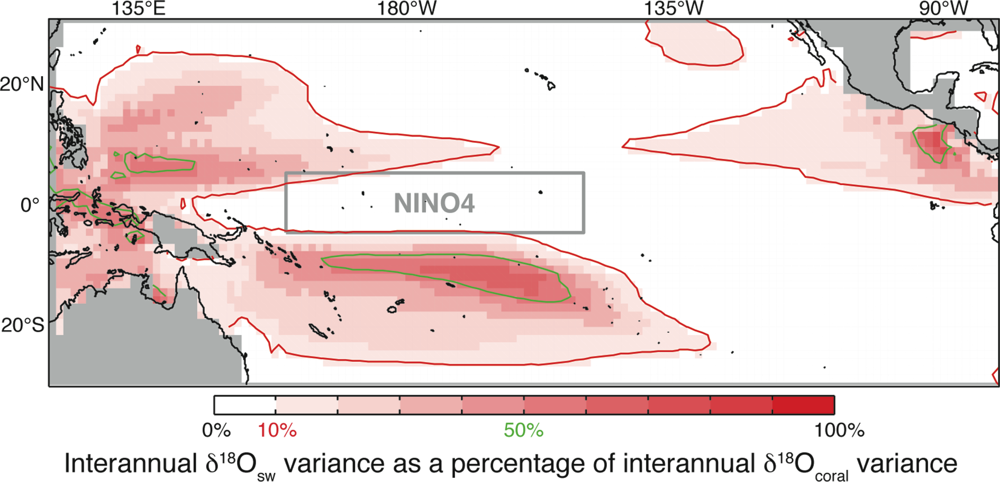 135°E 180°W 135°W 90°W
20°N
0°
NINO4
20°S
0% 10% 50% 100%
Interannual δ¹⁸Osw variance as a percentage of interannual δ¹⁸Ocoral variance